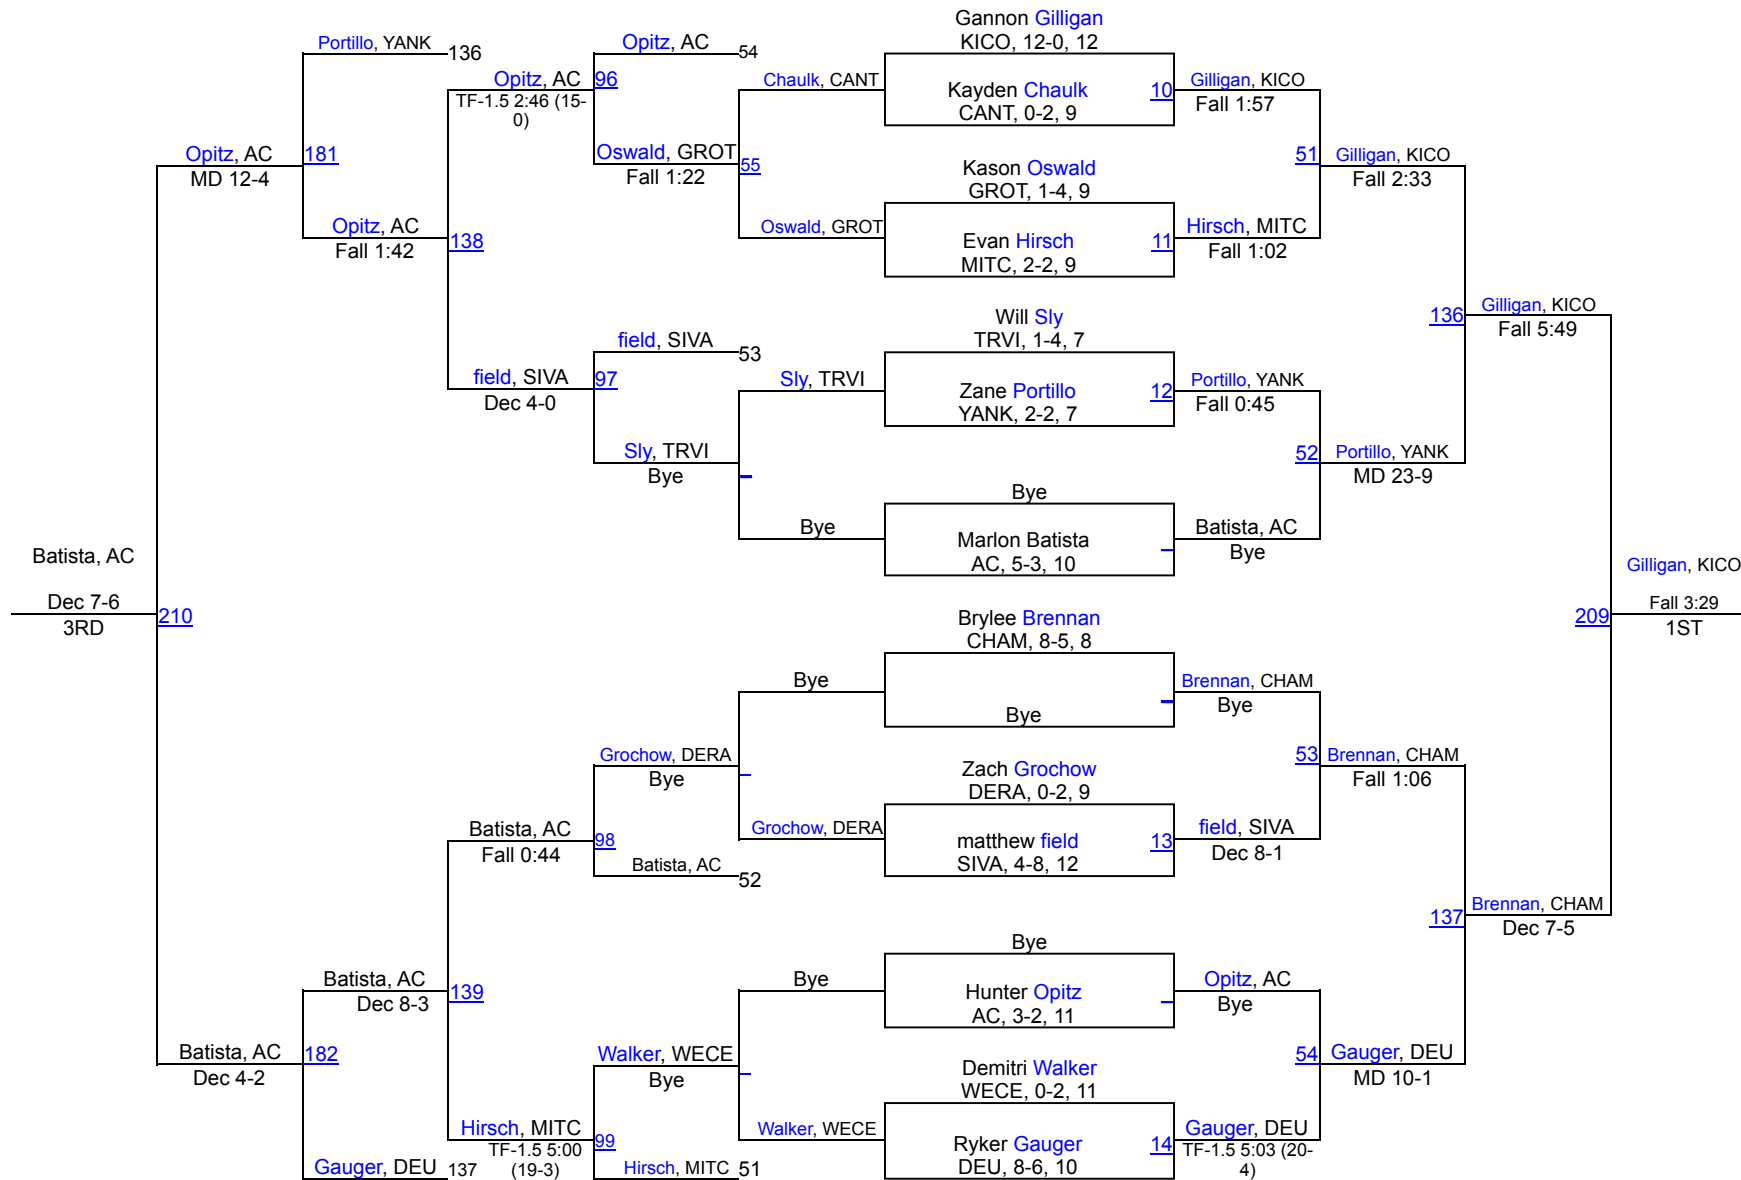 Gannon Gilligan
KICO, 12-0, 12
Kayden Chaulk
CANT, 0-2, 9
10
Kason Oswald
GROT, 1-4, 9
Evan Hirsch
MITC, 2-2, 9
11
Will Sly
TRVI, 1-4, 7
Zane Portillo
YANK, 2-2, 7
12
Bye
Marlon Batista
AC, 5-3, 10
Brylee Brennan
CHAM, 8-5, 8
Bye
Zach Grochow
DERA, 0-2, 9
matthew field
SIVA, 4-8, 12
13
Bye
Hunter Opitz
AC, 3-2, 11
Demitri Walker
WECE, 0-2, 11
Ryker Gauger
DEU, 8-6, 10
14
Gilligan, KICO
Fall 1:57
51
Hirsch, MITC
Fall 1:02
Portillo, YANK
Fall 0:45
52
Batista, AC
Bye
Brennan, CHAM
Bye
53
field, SIVA
Dec 8-1
Opitz, AC
Bye
54
Gauger, DEU
TF-1.5 5:03 (20-
4)
Gilligan, KICO
Fall 2:33
136
Portillo, YANK
MD 23-9
Brennan, CHAM
Fall 1:06
137
Gauger, DEU
MD 10-1
Gilligan, KICO
Fall 5:49
209
Brennan, CHAM
Dec 7-5
Gilligan, KICO
Fall 3:29
1ST
Chaulk, CANT
55
Oswald, GROT
Sly, TRVI
Bye
Bye
Grochow, DERA
Bye
Walker, WECE
Opitz, AC
54
96
Oswald, GROT
Fall 1:22
field, SIVA
53
97
Sly, TRVI
Bye
Grochow, DERA
Bye
98
Batista, AC
52
Walker, WECE
Bye
99
Hirsch, MITC
51
Opitz, AC
TF-1.5 2:46 (15-
0)
138
field, SIVA
Dec 4-0
Batista, AC
Fall 0:44
139
Hirsch, MITC
TF-1.5 5:00
(19-3)
Portillo, YANK
136
181
Opitz, AC
Fall 1:42
Batista, AC
Dec 8-3
182
Gauger, DEU
137
Opitz, AC
MD 12-4
210
Batista, AC
Dec 4-2
Batista, AC
Dec 7-6
3RD